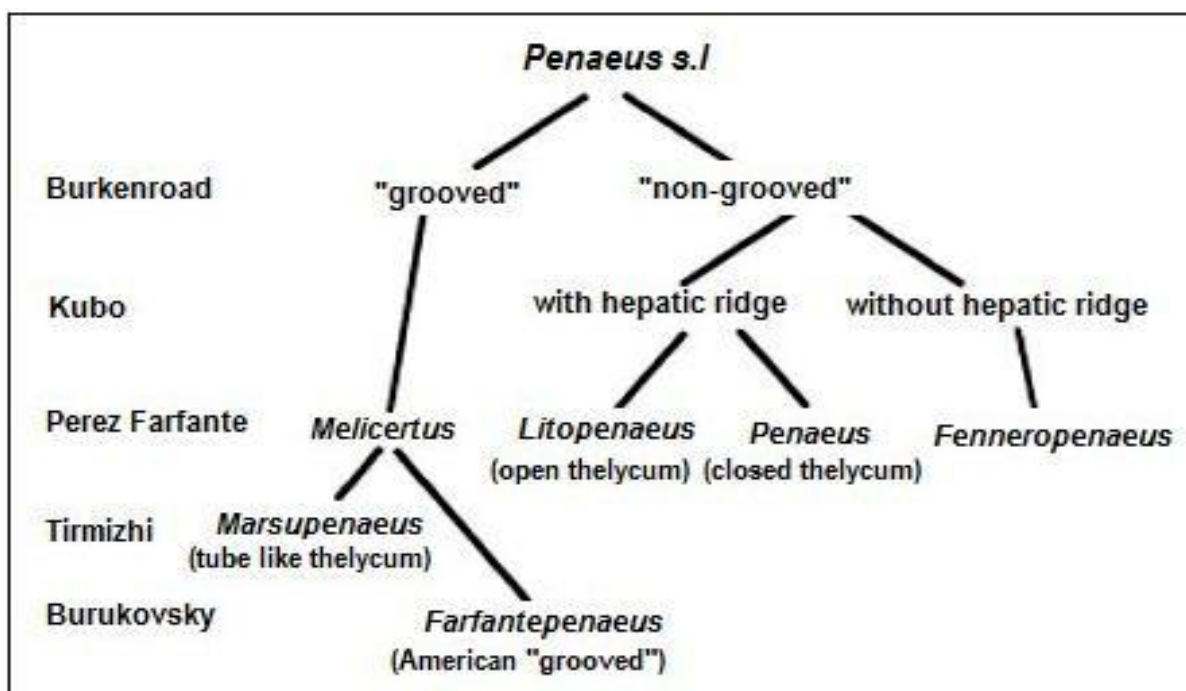 Penaeus s.l
Burkenroad "grooved" "non-grooved"
Kubo with hepatic ridge without hepatic ridge
Perez Farfante Melicertus Litopenaeus Penaeus Fenneropenaeus
(open thelycum) (closed thelycum)
Tirmizhi Marsupenaeus
(tube like thelycum)
Burukovsky Farfantepenaeus
(American "grooved")